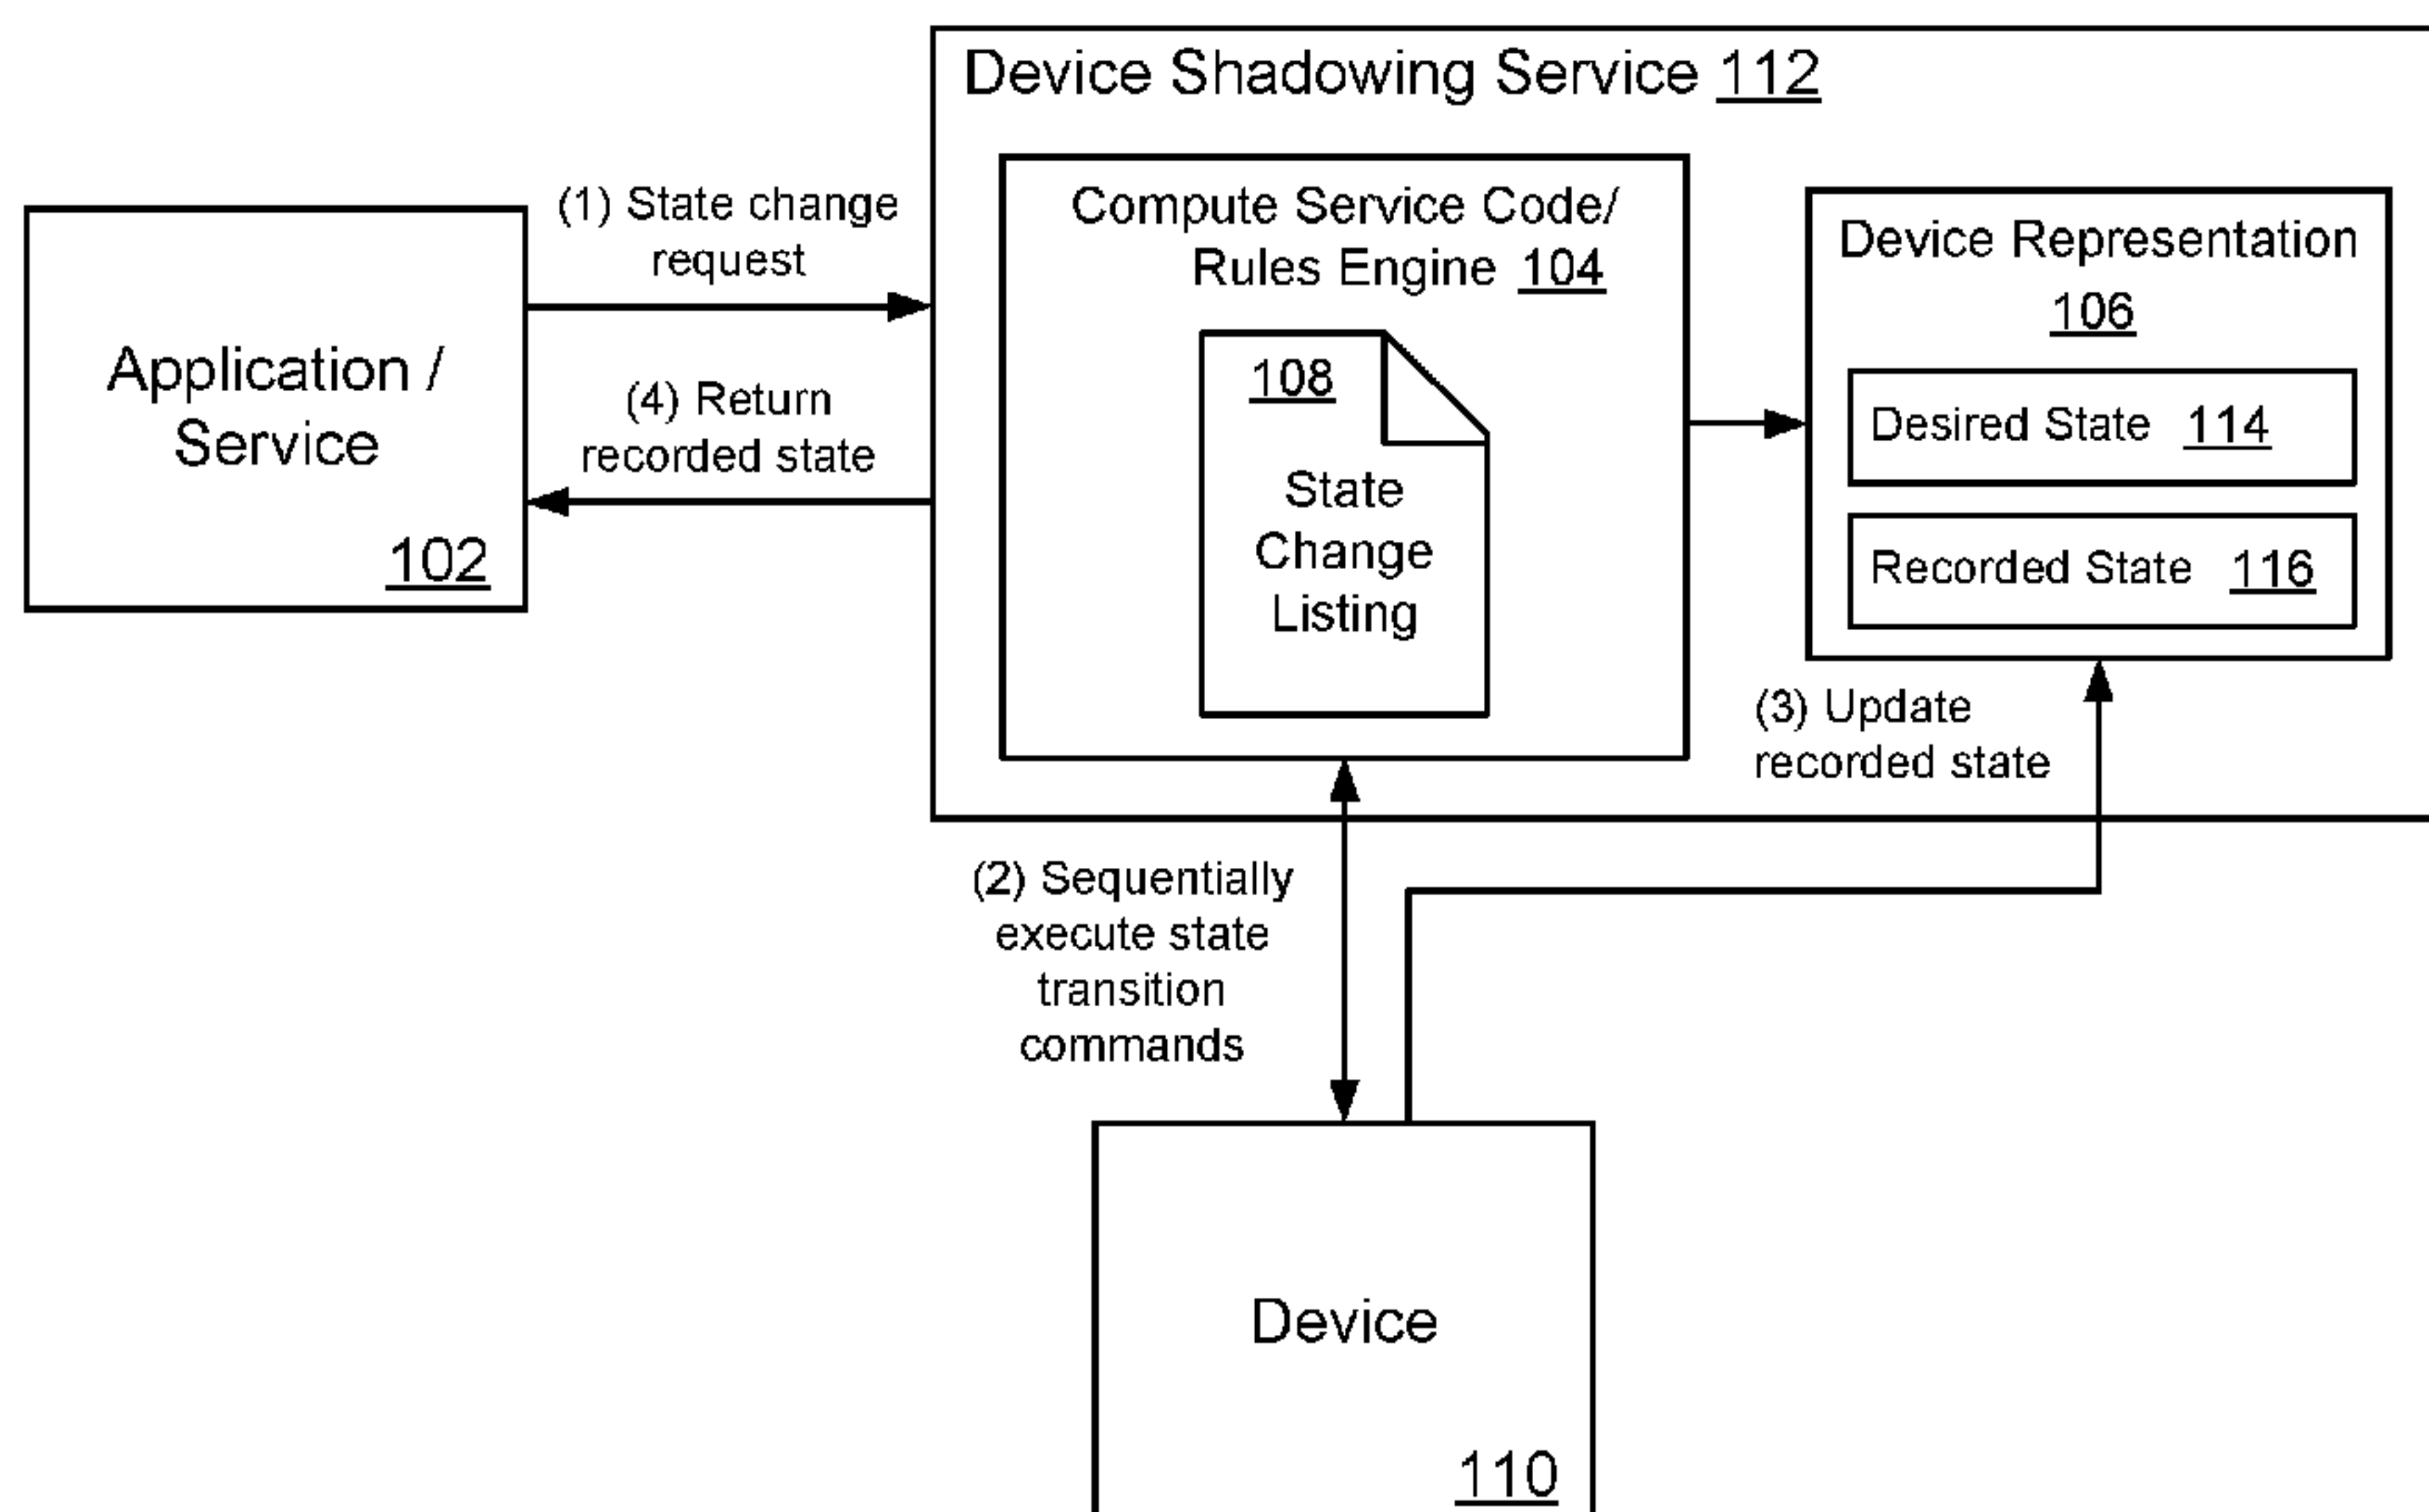 Device Shadowing Service 112
Compute Service Code/
Rules Engine 104
108
State
Change
Listing
Device Representation
106
Desired State 114
Recorded State 116
(1) State change
request
Application /
Service
102
(4) Return
recorded state
(3) Update
recorded state
(2) Sequentially
execute state
transition
commands
Device
110